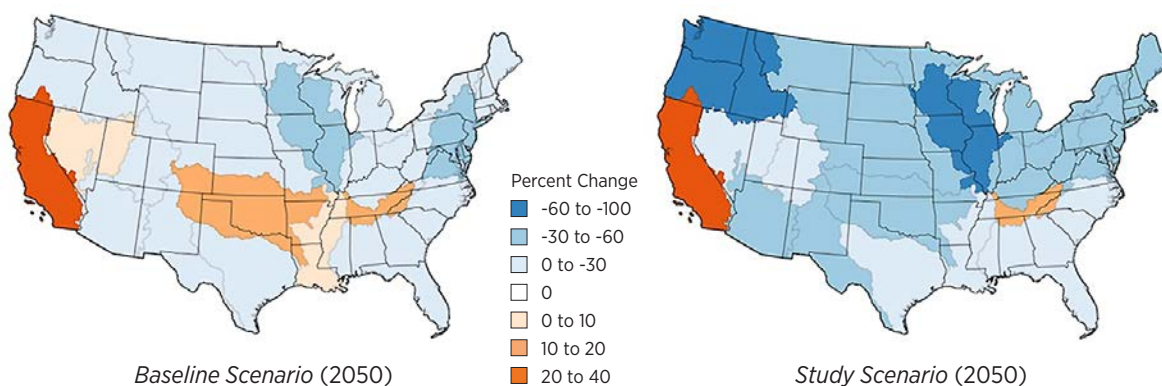 Percent Change
-60 to -100
-30 to -60
0 to -30
0
0 to 10
10 to 20
20 to 40
Baseline Scenario (2050)
Study Scenario (2050)